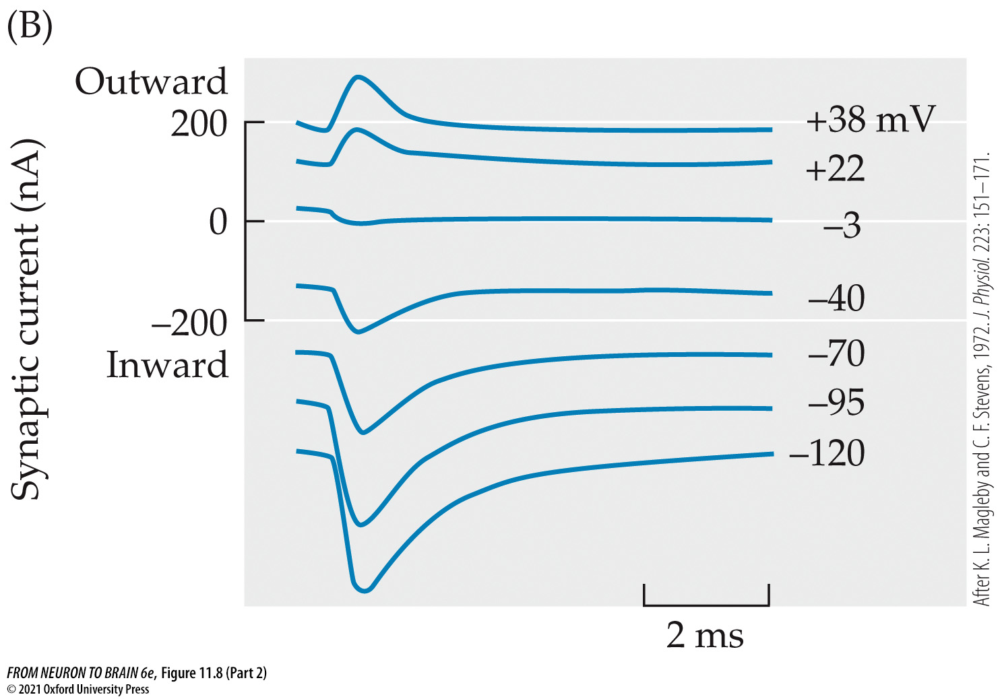 (B)
Outward
200
0
–200
Inward
Synaptic current (nA)
+38 mV
+22
–3
–40
–70
–95
–120
2 ms
After K. L. Magleby and C. F. Stevens, 1972. J. Physiol. 223: 151–171.
FROM NEURON TO BRAIN 6e, Figure 11.8 (Part 2)
© 2021 Oxford University Press